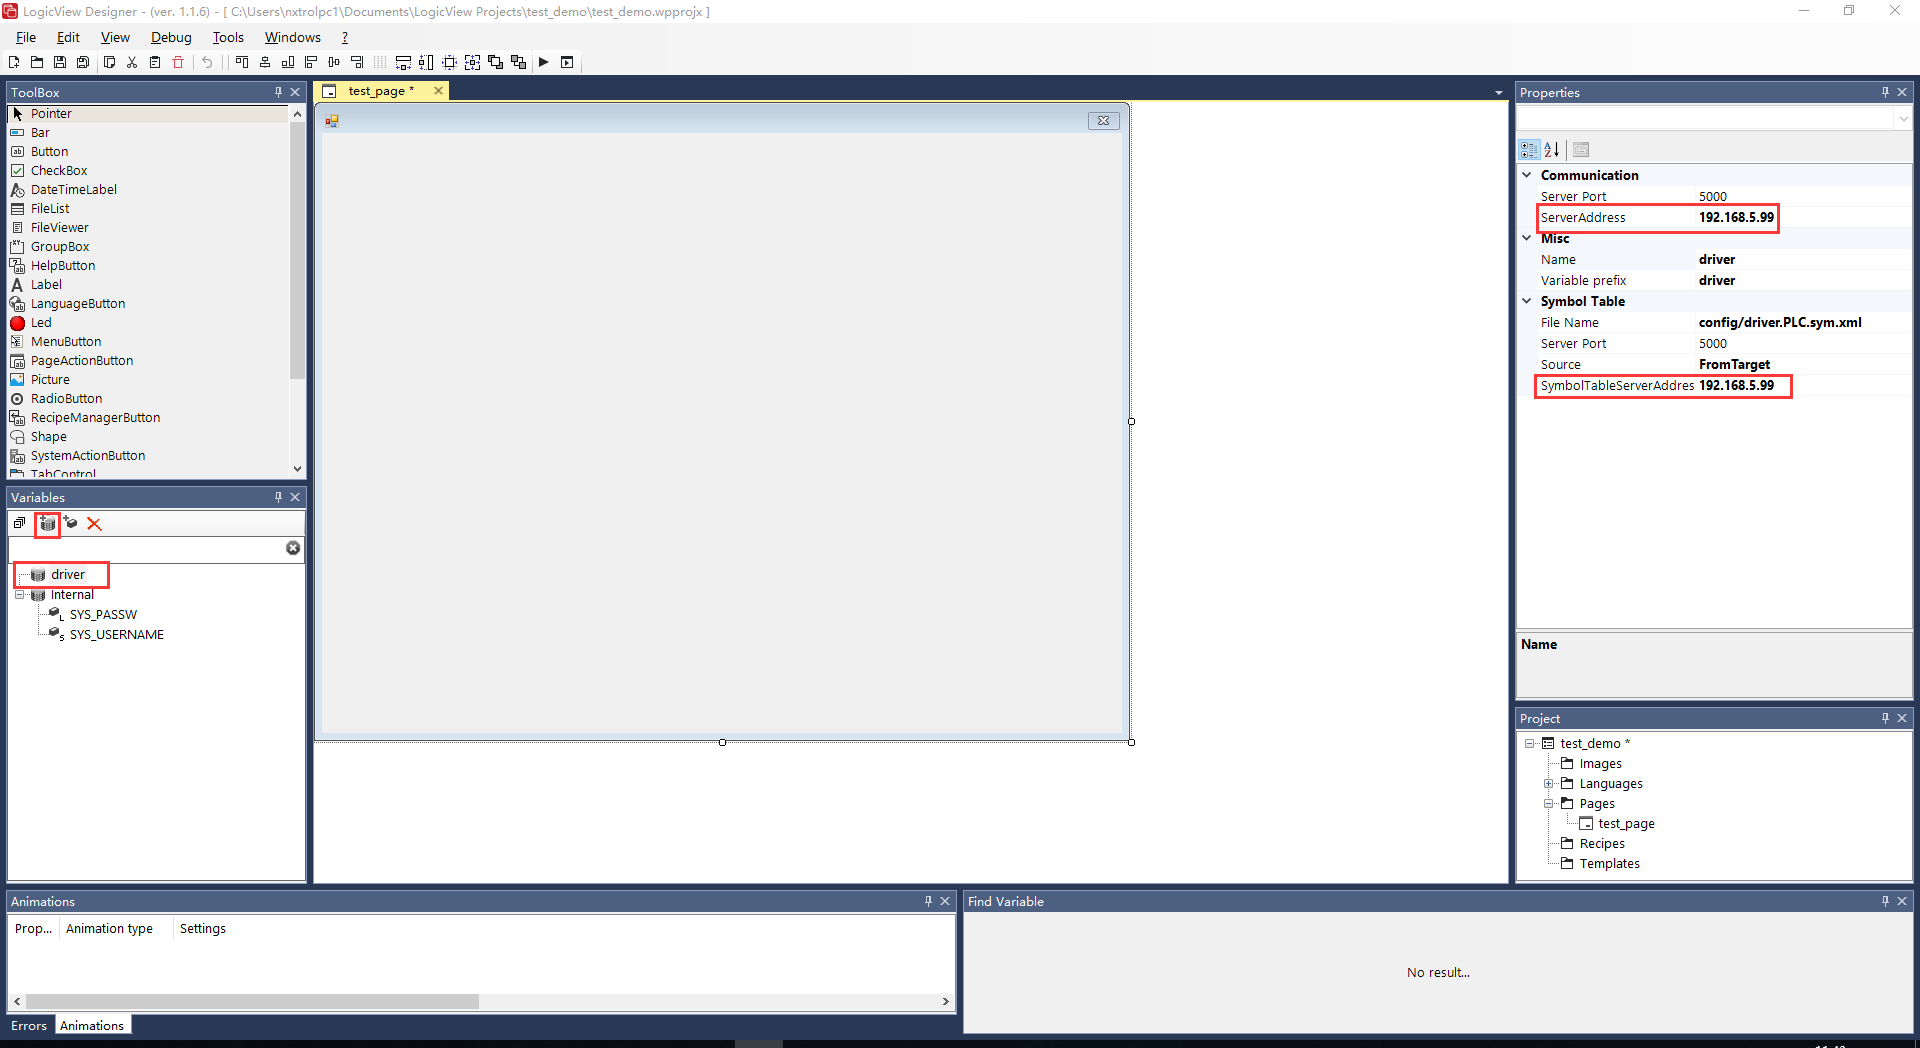 LogicView Designer - (ver. 1.1.6) - [ C:\Users\nxtrolpc1\Documents\LogicView Projects\test_demo\test_demo.wpprojx ]
File Edit View Debug Tools Windows ?
ToolBox
Pointer
Bar
Button
CheckBox
DateTimeLabel
FileList
FileViewer
GroupBox
HelpButton
Label
LanguageButton
Led
MenuButton
PageActionButton
Picture
RadioButton
RecipeManagerButton
Shape
SystemActionButton
TabControl
Variables
driver
Internal
SYS_PASSW
SYS_USERNAME
test_page *
Properties
Communication
Server Port 5000
ServerAddress 192.168.5.99
Misc
Name driver
Variable prefix driver
Symbol Table
File Name config/driver.PLC.sym.xml
Server Port 5000
Source FromTarget
SymbolTableServerAddres 192.168.5.99
Name
Project
test_demo *
Images
Languages
Pages
test_page
Recipes
Templates
Animations
Prop... Animation type Settings
Errors Animations
Find Variable
No result...